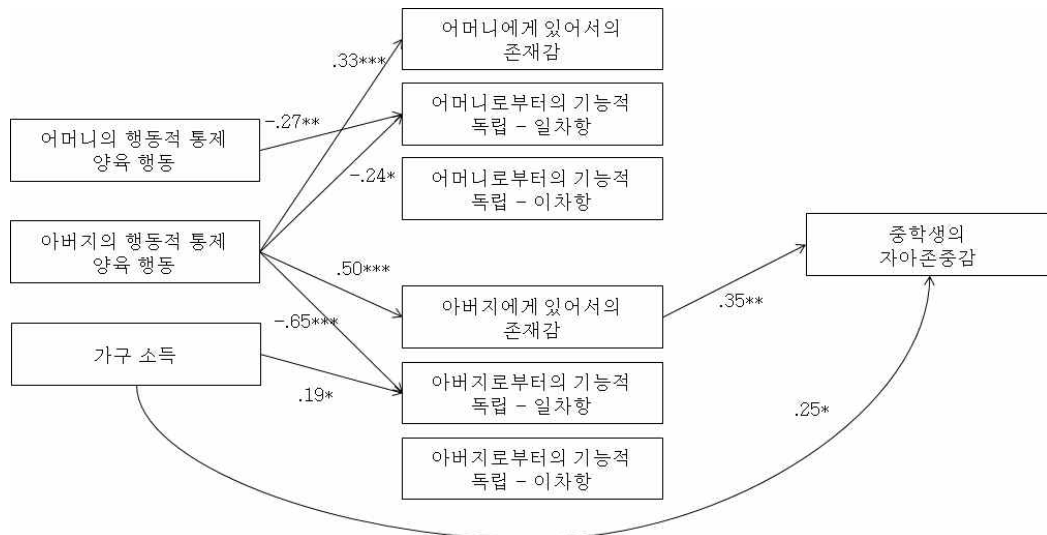 어머니에게 있어서의
존재감
.33***
어머니로부터의 기능적
독립 – 일차항
-.27**
어머니의 행동적 통제
양육 행동
-.24*
어머니로부터의 기능적
독립 – 이차항
아버지의 행동적 통제
양육 행동
중학생의
자아존중감
.50***
아버지에게 있어서의
존재감
.35**
-.65***
가구 소득
.19*
아버지로부터의 기능적
독립 – 일차항
.25*
아버지로부터의 기능적
독립 – 이차항